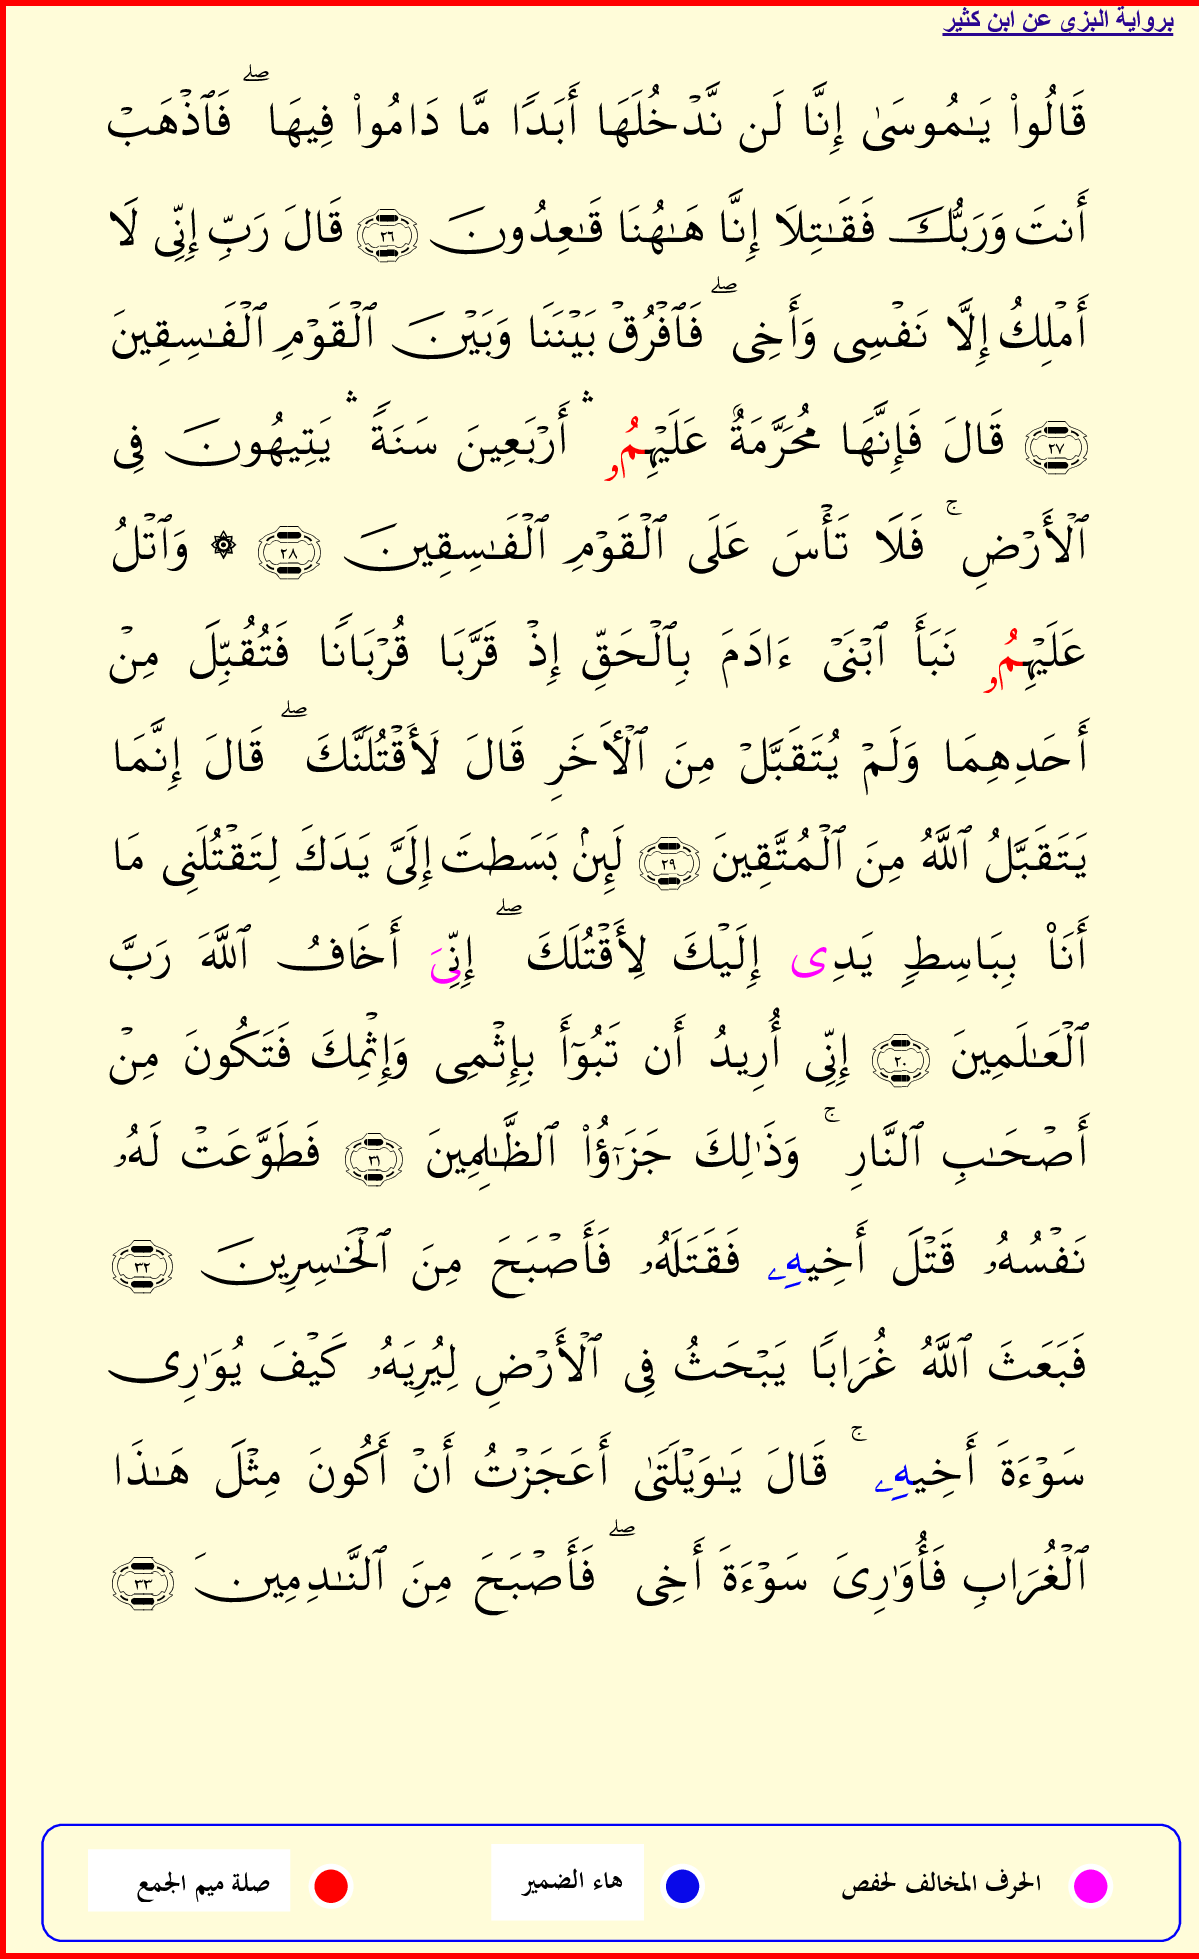 برواية البزى عن ابن كثير
قَالُوا۟ يَـٰمُوسَىٰ إِنَّا لَن نَّدْخُلَهَا أَبَدًا مَّا دَامُوا۟ فِيهَا ۖ فَٱذْهَبْ
أَنتَ وَرَبُّكَ فَقَـٰتِلَا إِنَّا هَـٰهُنَا قَـٰعِدُونَ ٢٦ قَالَ رَبِّ إِنِّى لَا
أَمْلِكُ إِلَّا نَفْسِى وَأَخِى ۖ فَٱفْرُقْ بَيْنَنَا وَبَيْنَ ٱلْقَوْمِ ٱلْفَـٰسِقِينَ
٢٧ قَالَ فَإِنَّهَا مُحَرَّمَةٌ عَلَيْهِمُۥ ۛ أَرْبَعِينَ سَنَةً ۛ يَتِيهُونَ فِى
ٱلْأَرْضِ ۚ فَلَا تَأْسَ عَلَى ٱلْقَوْمِ ٱلْفَـٰسِقِينَ ٢٨ ۞ وَٱتْلُ
عَلَيْهِمُۥ نَبَأَ ٱبْنَىْ ءَادَمَ بِٱلْحَقِّ إِذْ قَرَّبَا قُرْبَانًا فَتُقُبِّلَ مِنْ
أَحَدِهِمَا وَلَمْ يُتَقَبَّلْ مِنَ ٱلْأَخَرِ قَالَ لَأَقْتُلَنَّكَ ۖ قَالَ إِنَّمَا
يَتَقَبَّلُ ٱللَّهُ مِنَ ٱلْمُتَّقِينَ ٢٩ لَئِنۢ بَسَطتَ إِلَىَّ يَدَكَ لِتَقْتُلَنِى مَا
أَنَا۠ بِبَاسِطٍ يَدِى إِلَيْكَ لِأَقْتُلَكَ ۖ إِنِّىَ أَخَافُ ٱللَّهَ رَبَّ
ٱلْعَـٰلَمِينَ ٣٠ إِنِّى أُرِيدُ أَن تَبُوٓأَ بِإِثْمِى وَإِثْمِكَ فَتَكُونَ مِنْ
أَصْحَـٰبِ ٱلنَّارِ ۚ وَذَٰلِكَ جَزَٰٓؤُا۟ ٱلظَّـٰلِمِينَ ٣١ فَطَوَّعَتْ لَهُۥ
نَفْسُهُۥ قَتْلَ أَخِيهِۦ فَقَتَلَهُۥ فَأَصْبَحَ مِنَ ٱلْخَـٰسِرِينَ ٣٢
فَبَعَثَ ٱللَّهُ غُرَابًا يَبْحَثُ فِى ٱلْأَرْضِ لِيُرِيَهُۥ كَيْفَ يُوَٰرِى
سَوْءَةَ أَخِيهِۦ ۚ قَالَ يَـٰوَيْلَتَىٰ أَعَجَزْتُ أَنْ أَكُونَ مِثْلَ هَـٰذَا
ٱلْغُرَابِ فَأُوَٰرِىَ سَوْءَةَ أَخِى ۖ فَأَصْبَحَ مِنَ ٱلنَّـٰدِمِينَ ٣٣
الحرف المخالف لحفص هاء الضمير صلة ميم الجمع